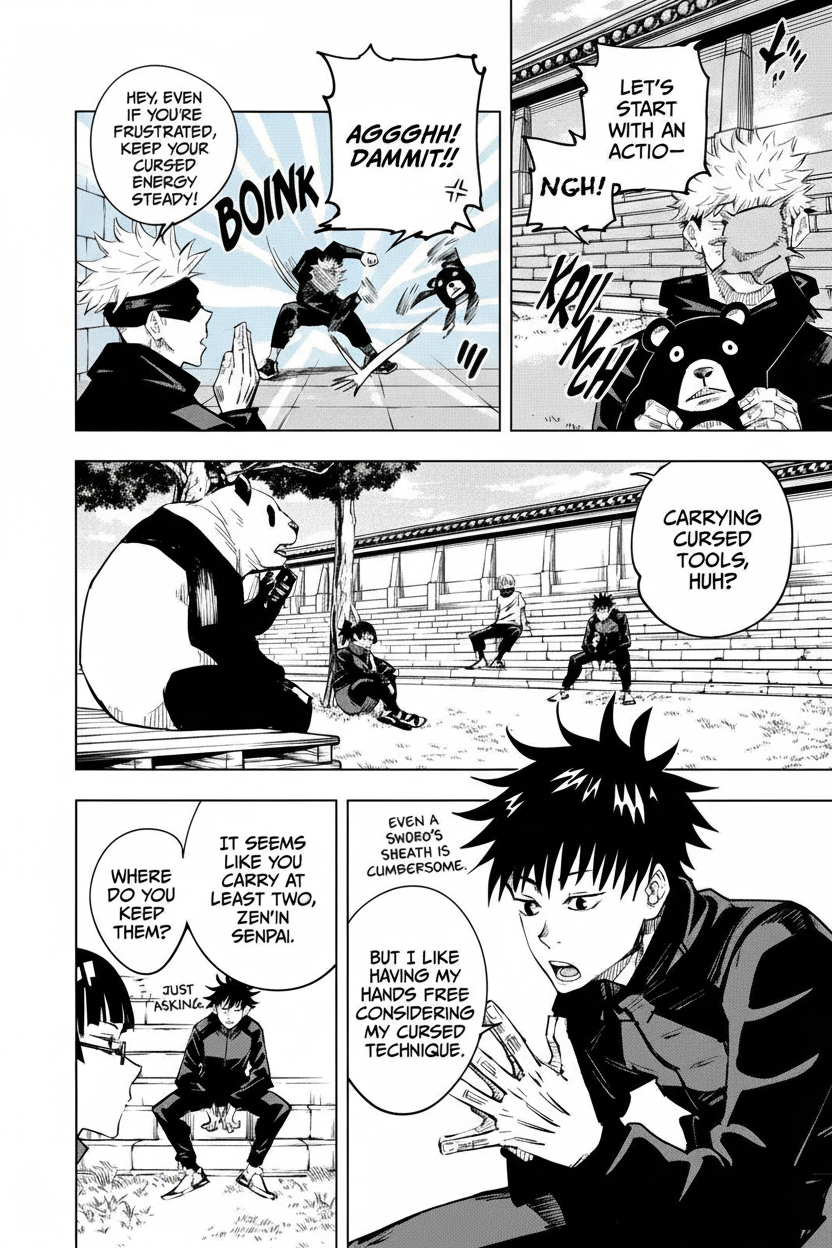 LET'S
START
WITH AN
ACTIO—
NGH!
KRUNCH
AGGGHH!
DAMMIT!!
BOINK
HEY, EVEN
IF YOU'RE
FRUSTRATED,
KEEP YOUR
CURSED
ENERGY
STEADY!
CARRYING
CURSED
TOOLS,
HUH?
EVEN A
SWOEO'S
SHEATH IS
CUMBERSOME.
BUT I LIKE
HAVING MY
HANDS FREE
CONSIDERING
MY CURSED
TECHNIQUE.
IT SEEMS
LIKE YOU
CARRY AT
LEAST TWO,
ZEN'IN
SENPAI.
WHERE
DO YOU
KEEP
THEM?
JUST